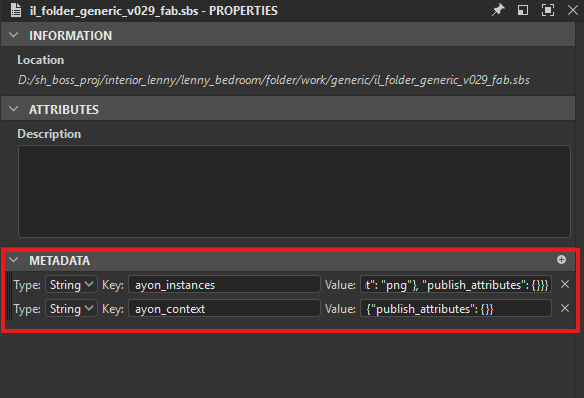 il_folder_generic_v029_fab.sbs - PROPERTIES
INFORMATION
Location
D:/sh_boss_proj/interior_lenny/lenny_bedroom/folder/work/generic/il_folder_generic_v029_fab.sbs
ATTRIBUTES
Description
METADATA
Type: String Key: ayon_instances Value: t": "png"}, "publish_attributes": {}}}
Type: String Key: ayon_context Value: {"publish_attributes": {}}